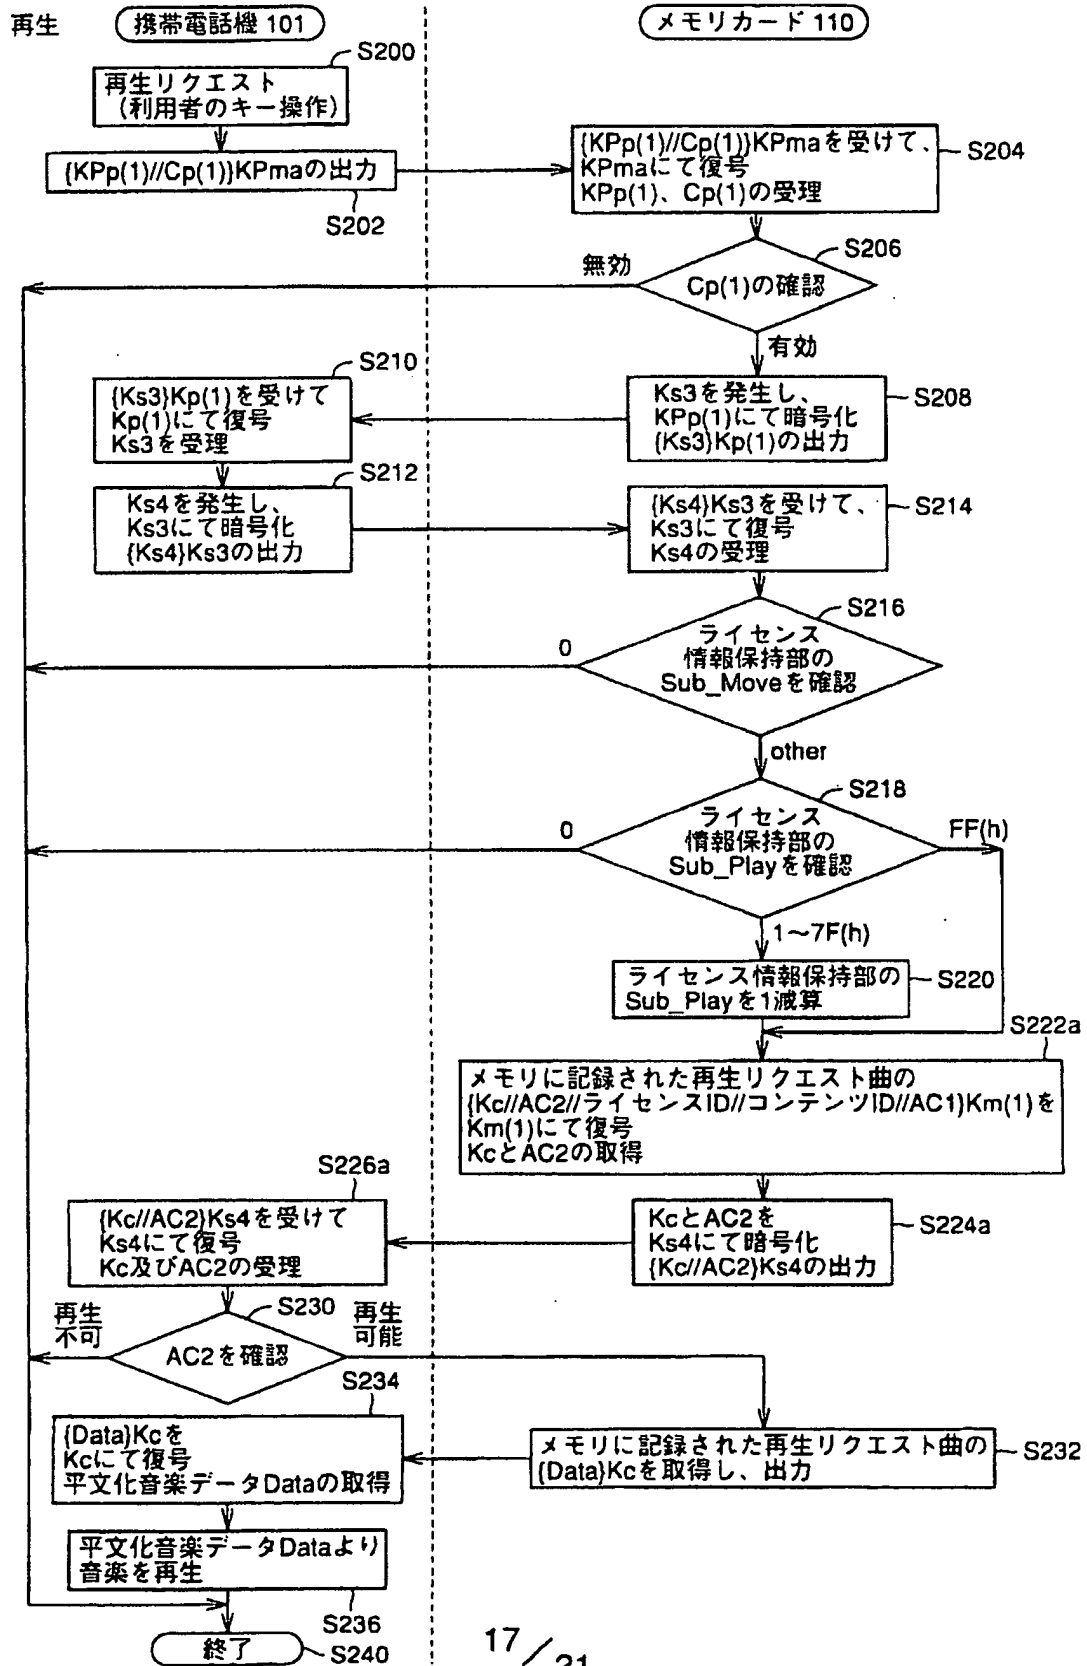 再生
携帯電話機 101
メモリカード 110
S200
再生リクエスト
(利用者のキー操作)
{KPp(1)//Cp(1)}KPmaの出力
S202
{KPp(1)//Cp(1)}KPmaを受けて、
KPmaにて復号
KPp(1)、Cp(1)の受理
S204
S206
Cp(1)の確認
無効
有効
S210
{Ks3}Kp(1)を受けて
Kp(1)にて復号
Ks3を受理
Ks3を発生し、
KPp(1)にて暗号化
{Ks3}Kp(1)の出力
S208
S212
Ks4を発生し、
Ks3にて暗号化
{Ks4}Ks3の出力
{Ks4}Ks3を受けて、
Ks3にて復号
Ks4の受理
S214
S216
ライセンス
情報保持部の
Sub_Moveを確認
0
other
S218
ライセンス
情報保持部の
Sub_Playを確認
0
FF(h)
1～7F(h)
ライセンス情報保持部の
Sub_Playを1減算
S220
S222a
メモリに記録された再生リクエスト曲の
{Kc//AC2//ライセンスID//コンテンツID//AC1}Km(1)を
Km(1)にて復号
KcとAC2の取得
S226a
{Kc//AC2}Ks4を受けて
Ks4にて復号
Kc及びAC2の受理
KcとAC2を
Ks4にて暗号化
{Kc//AC2}Ks4の出力
S224a
S230
再生
不可
再生
可能
AC2を確認
S234
{Data}Kcを
Kcにて復号
平文化音楽データDataの取得
メモリに記録された再生リクエスト曲の
{Data}Kcを取得し、出力
S232
平文化音楽データDataより
音楽を再生
S236
終了
S240
17/21